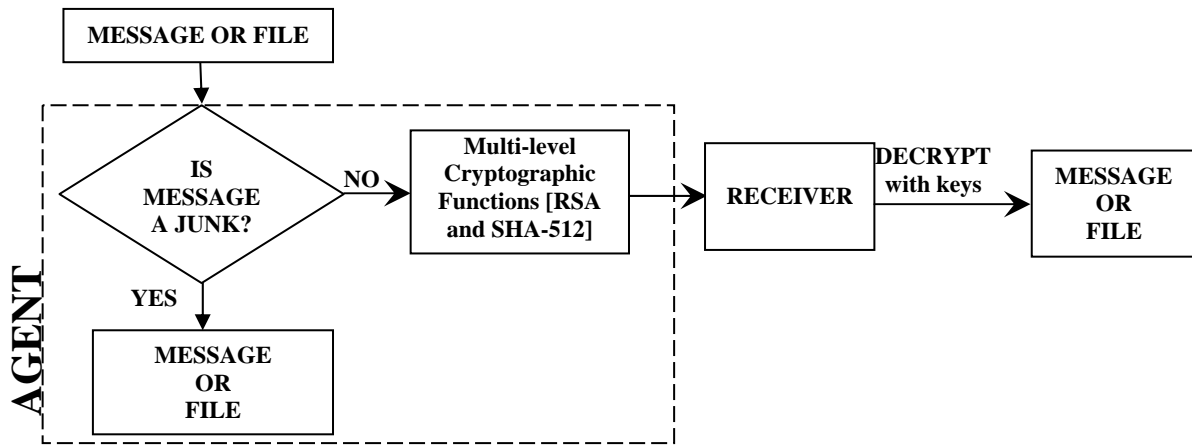 MESSAGE OR FILE
IS
MESSAGE
A JUNK?
NO
Multi-level
Cryptographic
Functions [RSA
and SHA-512]
RECEIVER
DECRYPT
with keys
MESSAGE
OR
FILE
YES
MESSAGE
OR
FILE
AGENT